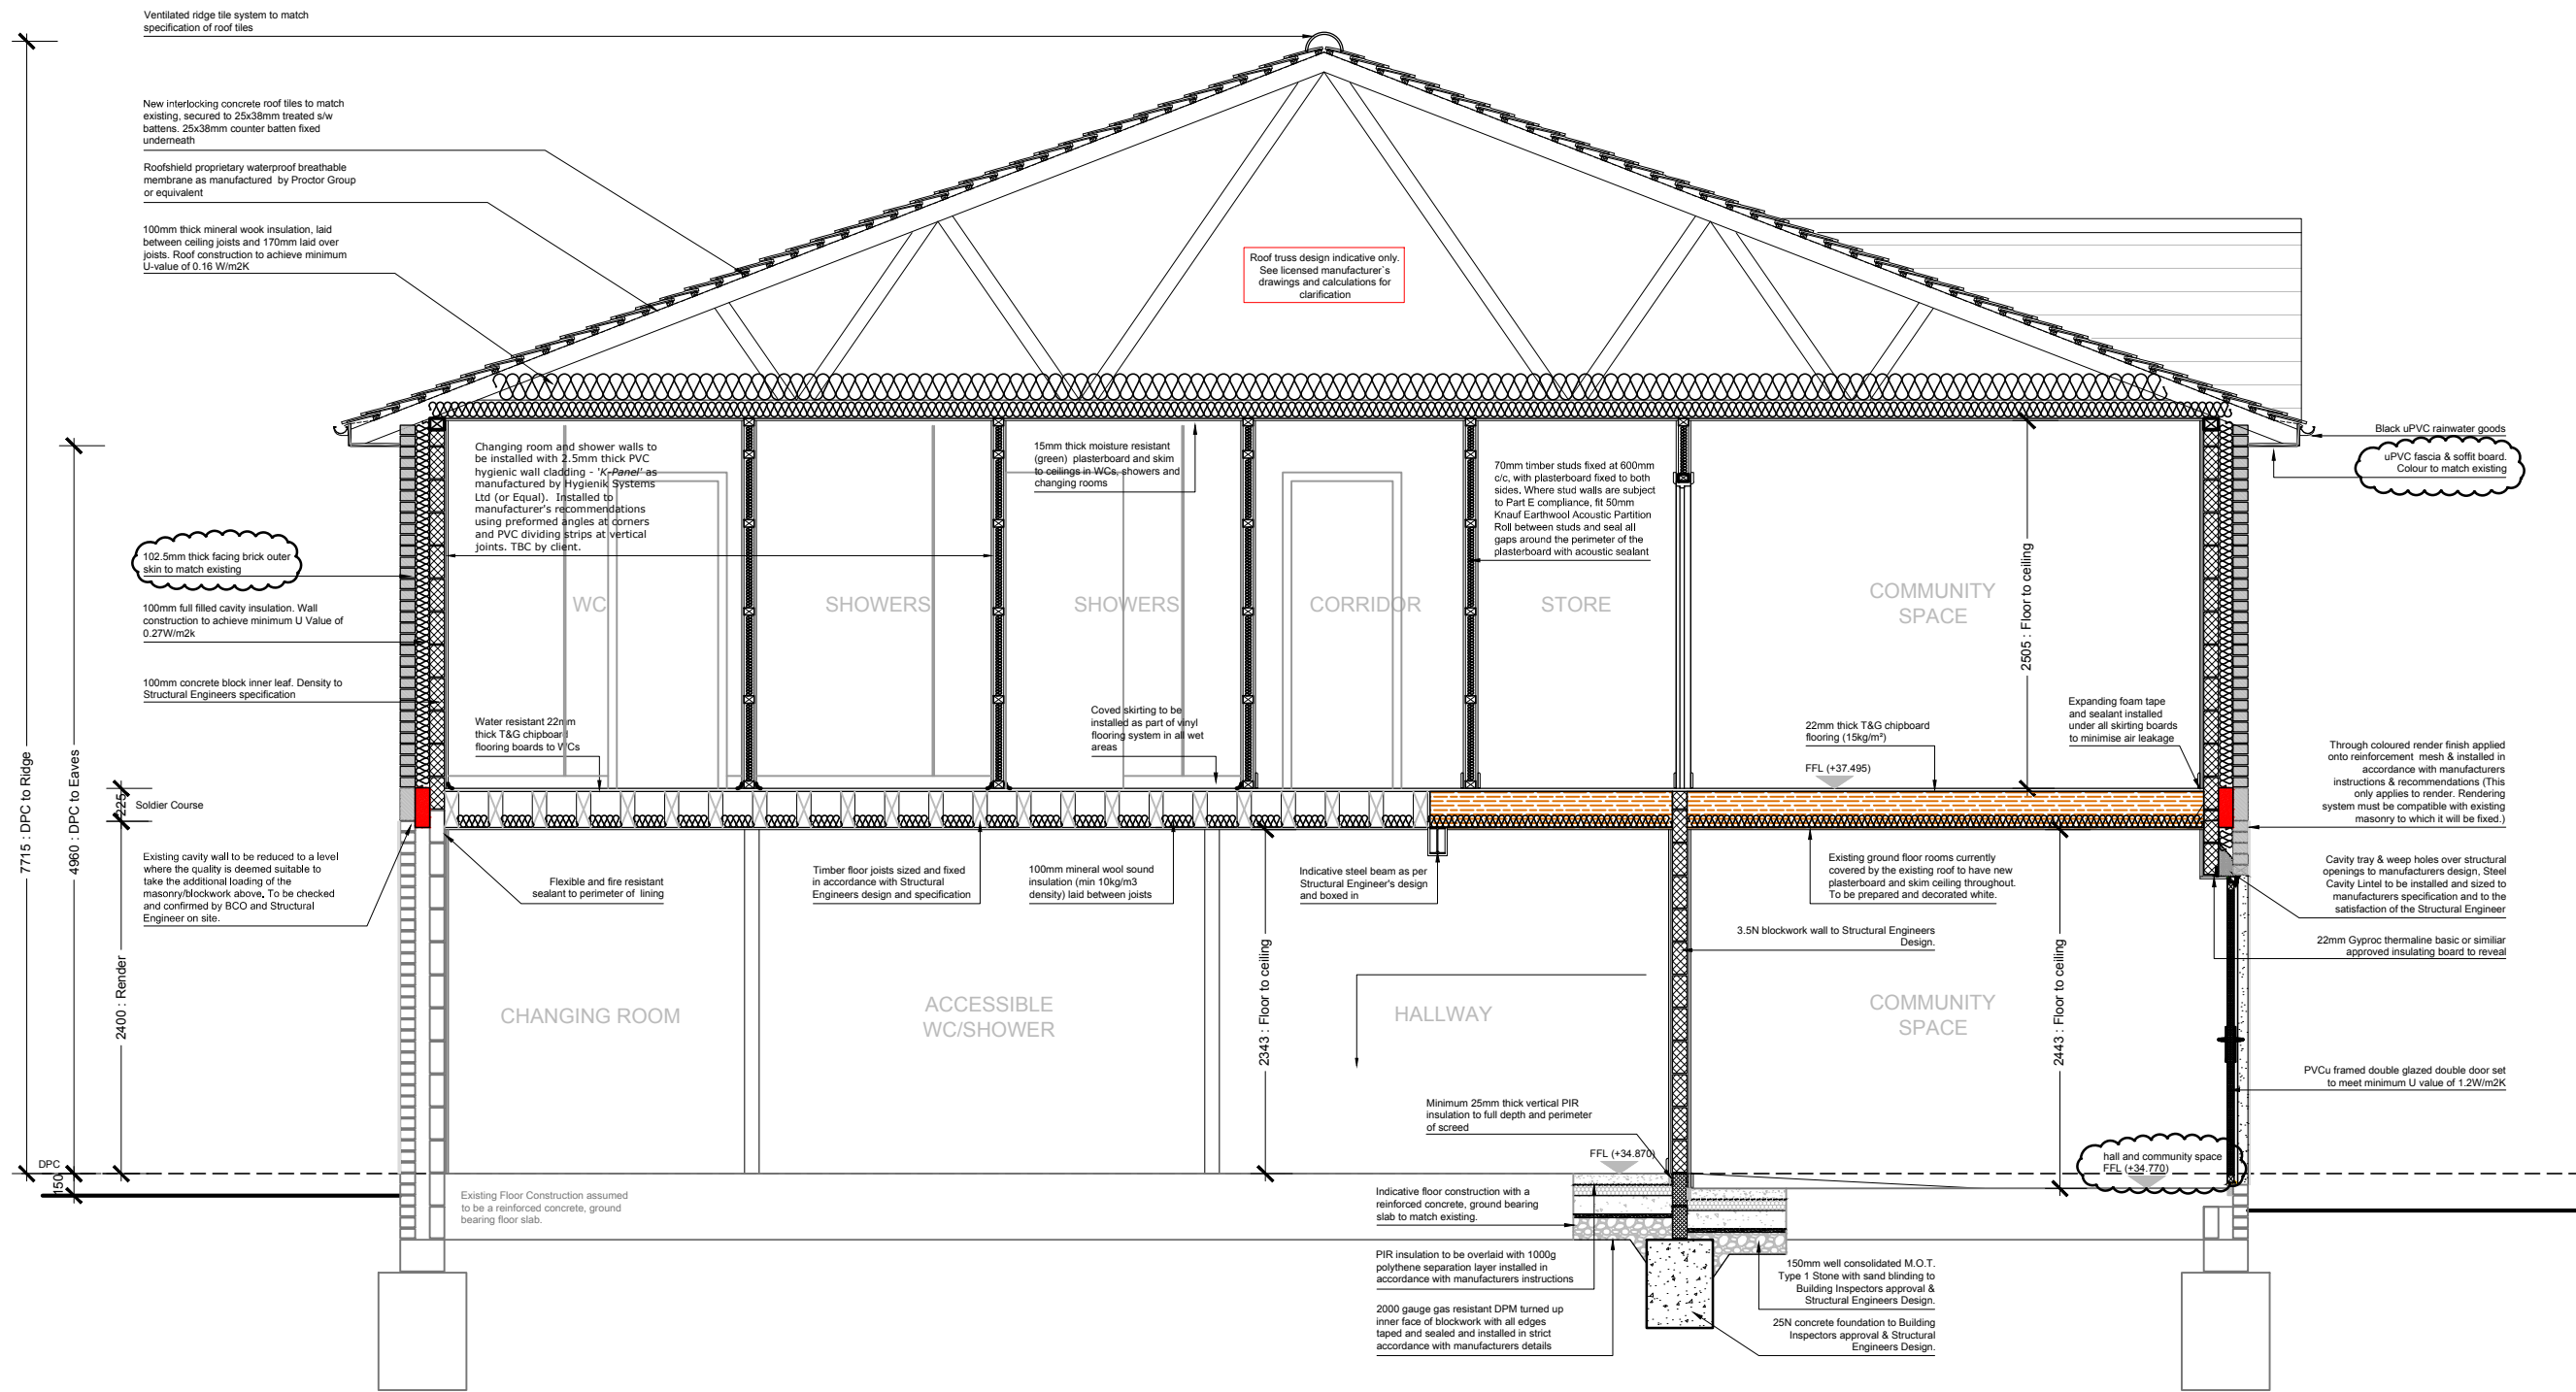 Ventilated ridge tile system to match
specification of roof tiles
New interlocking concrete roof tiles to match
existing, secured to 25x38mm treated s/w
battens. 25x38mm counter batten fixed
underneath
Roofshield proprietary waterproof breathable
membrane as manufactured by Proctor Group
or equivalent
100mm thick mineral wook insulation, laid
between ceiling joists and 170mm laid over
joists. Roof construction to achieve minimum
U-value of 0.16 W/m2K
Roof truss design indicative only.
See licensed manufacturer`s
drawings and calculations for
clarification
Black uPVC rainwater goods
uPVC fascia & soffit board.
Colour to match existing
Changing room and shower walls to
be installed with 2.5mm thick PVC
hygienic wall cladding - 'K-Panel' as
manufactured by Hygienik Systems
Ltd (or Equal). Installed to
manufacturer's recommendations
using preformed angles at corners
and PVC dividing strips at vertical
joints. TBC by client.
15mm thick moisture resistant
(green) plasterboard and skim
to ceilings in WCs, showers and
changing rooms
70mm timber studs fixed at 600mm
c/c, with plasterboard fixed to both
sides. Where stud walls are subject
to Part E compliance, fit 50mm
Knauf Earthwool Acoustic Partition
Roll between studs and seal all
gaps around the perimeter of the
plasterboard with acoustic sealant
102.5mm thick facing brick outer
skin to match existing
100mm full filled cavity insulation. Wall
construction to achieve minimum U Value of
0.27W/m2k
100mm concrete block inner leaf. Density to
Structural Engineers specification
WC
SHOWERS
SHOWERS
CORRIDOR
STORE
COMMUNITY
SPACE
2505 : Floor to ceiling
Water resistant 22mm
thick T&G chipboard
flooring boards to WCs
Coved skirting to be
installed as part of vinyl
flooring system in all wet
areas
22mm thick T&G chipboard
flooring (15kg/m²)
FFL (+37.495)
Expanding foam tape
and sealant installed
under all skirting boards
to minimise air leakage
Through coloured render finish applied
onto reinforcement mesh & installed in
accordance with manufacturers
instructions & recommendations (This
only applies to render. Rendering
system must be compatible with existing
masonry to which it will be fixed.)
7715 : DPC to Ridge
4960 : DPC to Eaves
225
Soldier Course
2400 : Render
Existing cavity wall to be reduced to a level
where the quality is deemed suitable to
take the additional loading of the
masonry/blockwork above. To be checked
and confirmed by BCO and Structural
Engineer on site.
Flexible and fire resistant
sealant to perimeter of lining
Timber floor joists sized and fixed
in accordance with Structural
Engineers design and specification
100mm mineral wool sound
insulation (min 10kg/m3
density) laid between joists
Indicative steel beam as per
Structural Engineer's design
and boxed in
Existing ground floor rooms currently
covered by the existing roof to have new
plasterboard and skim ceiling throughout.
To be prepared and decorated white.
Cavity tray & weep holes over structural
openings to manufacturers design, Steel
Cavity Lintel to be installed and sized to
manufacturers specification and to the
satisfaction of the Structural Engineer
22mm Gyproc thermaline basic or similiar
approved insulating board to reveal
3.5N blockwork wall to Structural Engineers
Design.
CHANGING ROOM
ACCESSIBLE
WC/SHOWER
2343 : Floor to ceiling
HALLWAY
COMMUNITY
SPACE
2443 : Floor to ceiling
PVCu framed double glazed double door set
to meet minimum U value of 1.2W/m2K
Minimum 25mm thick vertical PIR
insulation to full depth and perimeter
of screed
FFL (+34.870)
hall and community space
FFL (+34.770)
DPC
150
Existing Floor Construction assumed
to be a reinforced concrete, ground
bearing floor slab.
Indicative floor construction with a
reinforced concrete, ground bearing
slab to match existing.
PIR insulation to be overlaid with 1000g
polythene separation layer installed in
accordance with manufacturers instructions
2000 gauge gas resistant DPM turned up
inner face of blockwork with all edges
taped and sealed and installed in strict
accordance with manufacturers details
150mm well consolidated M.O.T.
Type 1 Stone with sand blinding to
Building Inspectors approval &
Structural Engineers Design.
25N concrete foundation to Building
Inspectors approval & Structural
Engineers Design.